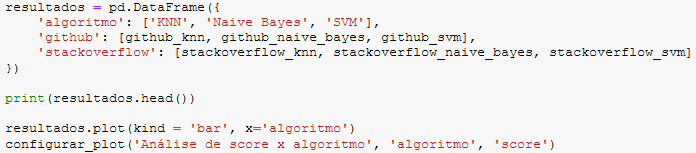 resultados = pd.DataFrame({
    'algoritmo': ['KNN', 'Naive Bayes', 'SVM'],
    'github': [github_knn, github_naive_bayes, github_svm],
    'stackoverflow': [stackoverflow_knn, stackoverflow_naive_bayes, stackoverflow_svm]
})
print(resultados.head())
resultados.plot(kind = 'bar', x='algoritmo')
configurar_plot('Análise de score x algoritmo', 'algoritmo', 'score')